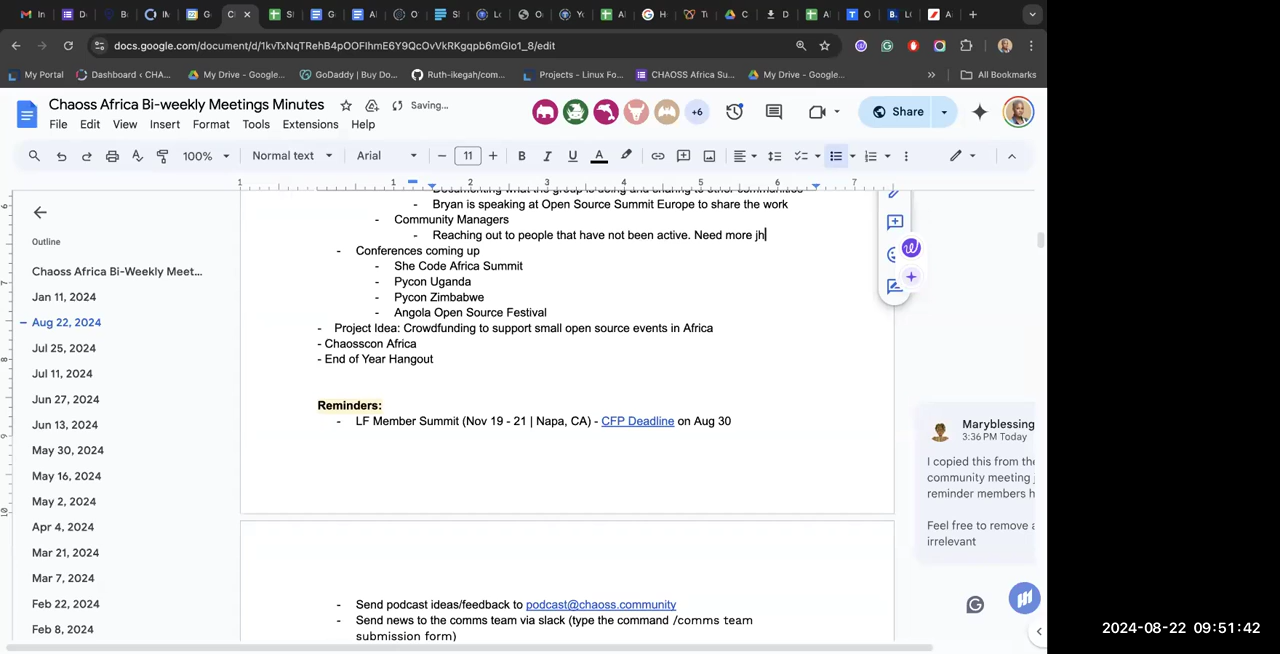 docs.google.com/document/d/1kvTxNqTRehB4pOOFIhmE6Y9QcOvVkRKgqpb6mGlo1_8/edit
My Portal
Dashboard ‹ CHA...
My Drive - Google...
GoDaddy | Buy Do...
Ruth-ikegah/com...
Projects - Linux Fo...
CHAOSS Africa Su...
My Drive - Google...
»
All Bookmarks
Chaoss Africa Bi-weekly Meetings Minutes
Saving...
File Edit View Insert Format Tools Extensions Help
+6
Share
100%
Normal text
Arial
11
B I U A
1 1 2 3 4 5 6 7
Outline
Chaoss Africa Bi-Weekly Meet...
Jan 11, 2024
Aug 22, 2024
Jul 25, 2024
Jul 11, 2024
Jun 27, 2024
Jun 13, 2024
May 30, 2024
May 16, 2024
May 2, 2024
Apr 4, 2024
Mar 21, 2024
Mar 7, 2024
Feb 22, 2024
Feb 8, 2024
- Bryan is speaking at Open Source Summit Europe to share the work
- Community Managers
- Reaching out to people that have not been active. Need more jh
- Conferences coming up
- She Code Africa Summit
- Pycon Uganda
- Pycon Zimbabwe
- Angola Open Source Festival
- Project Idea: Crowdfunding to support small open source events in Africa
- Chaosscon Africa
- End of Year Hangout
Reminders:
- LF Member Summit (Nov 19 - 21 | Napa, CA) - CFP Deadline on Aug 30
- Send podcast ideas/feedback to podcast@chaoss.community
- Send news to the comms team via slack (type the command /comms team
submission form)
Maryblessing
3:36 PM Today
I copied this from the
community meeting
reminder members h
Feel free to remove a
irrelevant
2024-08-22 09:51:42